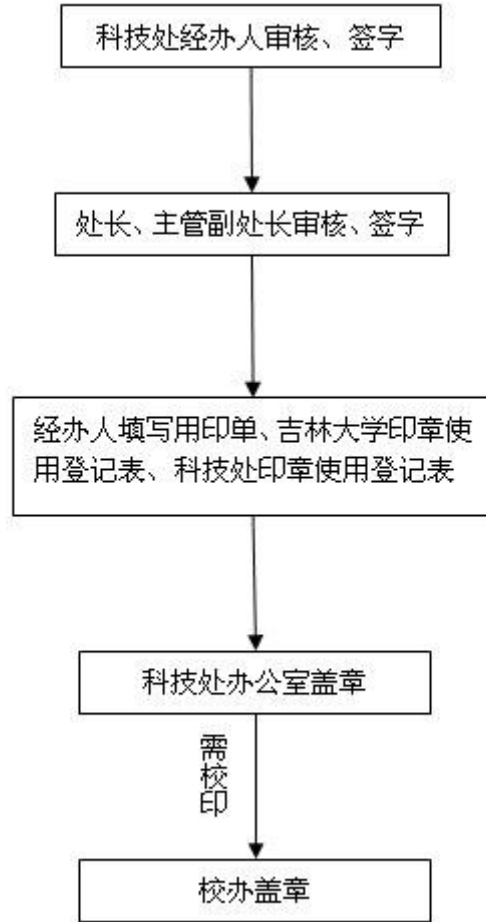 科技处经办人审核、签字
处长、主管副处长审核、签字
经办人填写用印单、吉林大学印章使
用登记表、科技处印章使用登记表
科技处办公室盖章
需校印
校办盖章